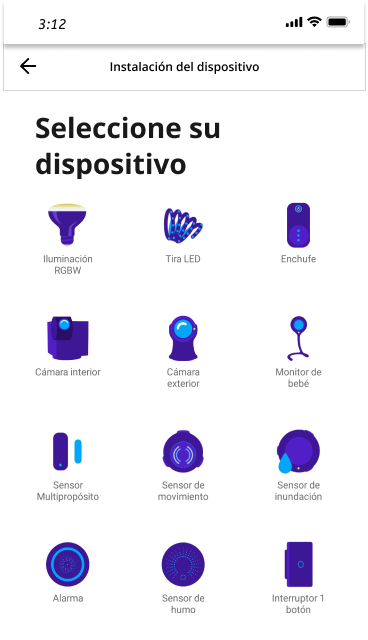 3:12
Instalación del dispositivo
Seleccione su
dispositivo
Iluminación
RGBW
Tira LED
Enchufe
Cámara interior
Cámara
exterior
Monitor de
bebé
Sensor
Multipropósito
Sensor de
movimiento
Sensor de
inundación
Alarma
Sensor de
humo
Interruptor 1
botón